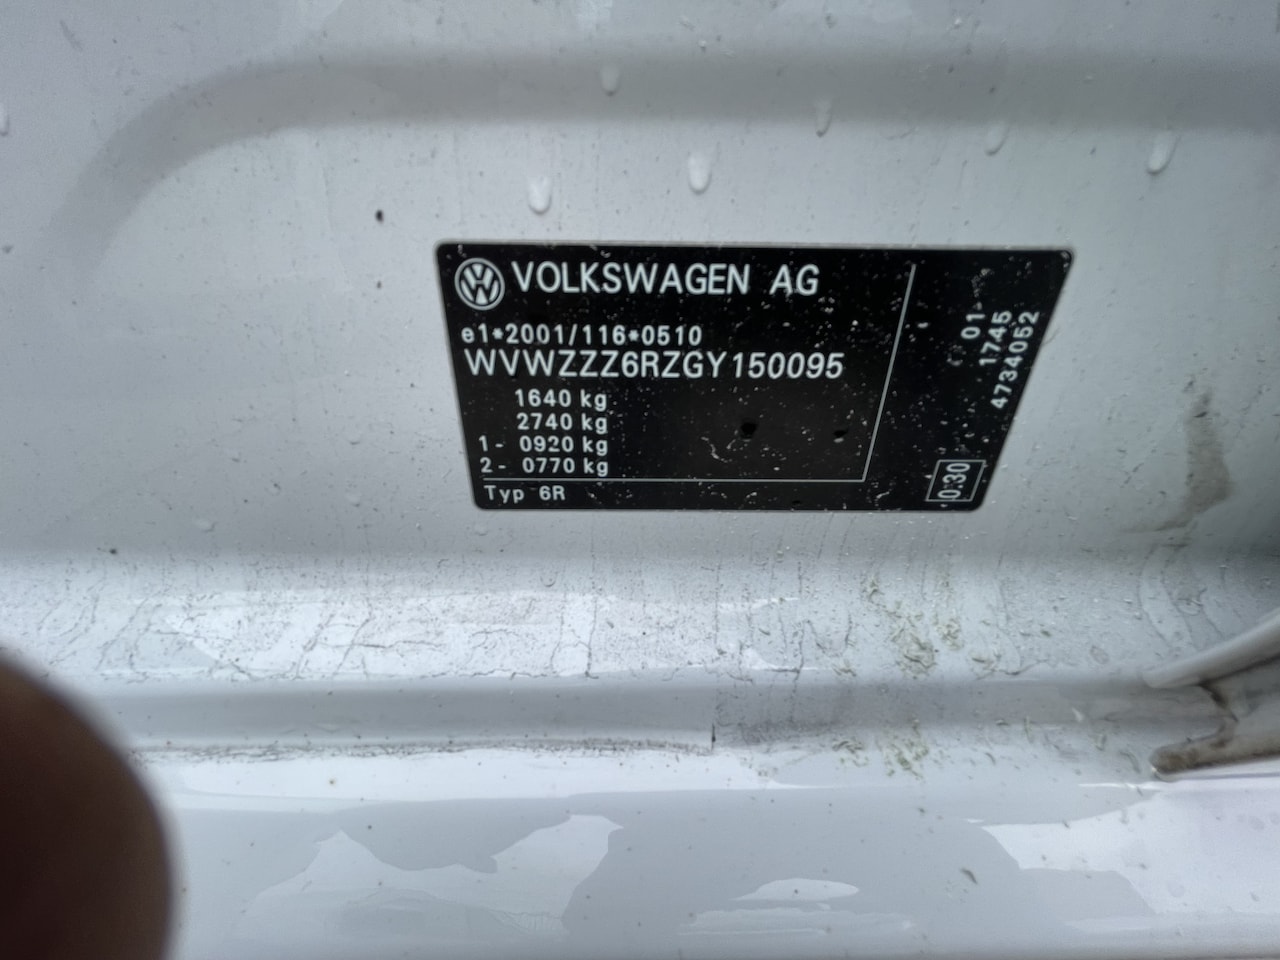 VOLKSWAGEN AG
e1*2001/116*0510
WVWZZZ6RZGY150095
1640 kg
2740 kg
1- 0920 kg
2- 0770 kg
Typ 6R
01-
1745
4734052
0.30